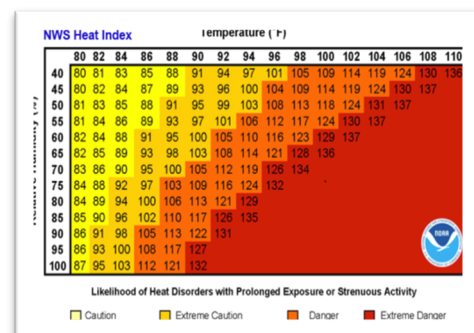 NWS Heat Index
Temperature (°F)
80 82 84 86 88 90 92 94 96 98 100 102 104 106 108 110
40 80 81 83 85 88 91 94 97 101 105 109 114 119 124 130 136
45 80 82 84 87 89 93 96 100 104 109 114 119 124 130 137
50 81 83 85 88 91 95 99 103 108 113 118 124 131 137
55 81 84 86 89 93 97 101 106 112 117 124 130 137
60 82 84 88 91 95 100 105 110 116 123 129 137
65 82 85 89 93 98 103 108 114 121 128 136
70 83 86 90 95 100 105 112 119 126 134
75 84 88 92 97 103 109 116 124 132
80 84 89 94 100 106 113 121 129
85 85 90 96 102 110 117 126 135
90 86 91 98 105 113 122 131
95 86 93 100 108 117 127
100 87 95 103 112 121 132
NOAA
Likelihood of Heat Disorders with Prolonged Exposure or Strenuous Activity
Caution Extreme Caution Danger Extreme Danger